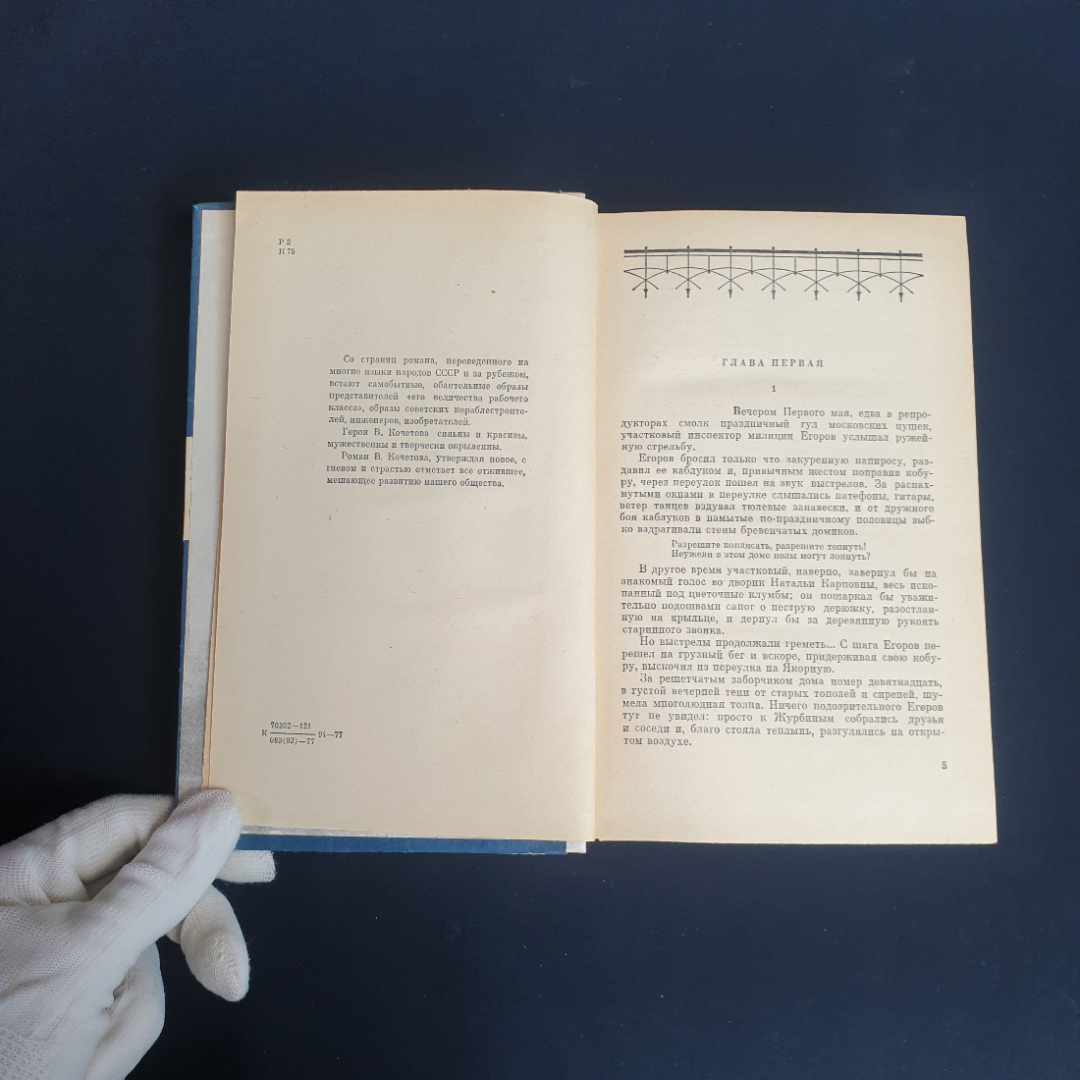 Р 2
К 75
Со страниц романа, переведенного на
многие языки народов СССР и за рубежом,
встают самобытные, обаятельные образы
представителей «его величества рабочего
класса», образы советских кораблестроите-
лей, инженеров, изобретателей.
Герои В. Кочетова сильны и красивы,
мужественны и творчески окрыленны.
Роман В. Кочетова, утверждая новое, с
гневом и страстью отметает все отжившее,
мешающее развитию нашего общества.
70302—121
К 94—77
083(02)—77
ГЛАВА ПЕРВАЯ
1
Вечером Первого мая, едва в репро-
дукторах смолк праздничный гул московских пушек,
участковый инспектор милиции Егоров услышал ружей-
ную стрельбу.
Егоров бросил только что закуренную папиросу, раз-
давил ее каблуком и, привычным жестом поправив кобу-
ру, через переулок пошел на звук выстрелов. За распах-
нутыми окнами в переулке слышались патефоны, гитары,
ветер танцев вздувал тюлевые занавески, и от дружного
боя каблуков в намытые по-праздничному половицы зыб-
ко вздрагивали стены бревенчатых домиков.
Разрешите поплясать, разрешите топнуть!
Неужели в этом доме полы могут лопнуть?
В другое время участковый, наверно, завернул бы на
знакомый голос во дворик Натальи Карповны, весь иско-
панный под цветочные клумбы; он пошаркал бы уважи-
тельно подошвами сапог о пеструю дерюжку, разостлан-
ную на крыльце, и дернул бы за деревянную рукоять
старинного звонка.
Но выстрелы продолжали греметь... С шага Егоров пе-
решел на грузный бег и вскоре, придерживая свою кобу-
ру, выскочил из переулка на Якорную.
За решетчатым заборчиком дома номер девятнадцать,
в густой вечерней тени от старых тополей и сиреней, шу-
мела многолюдная толпа. Ничего подозрительного Егоров
тут не увидел: просто к Журбиным собрались друзья
и соседи и, благо стояла теплынь, разгулялись на откры-
том воздухе.
5